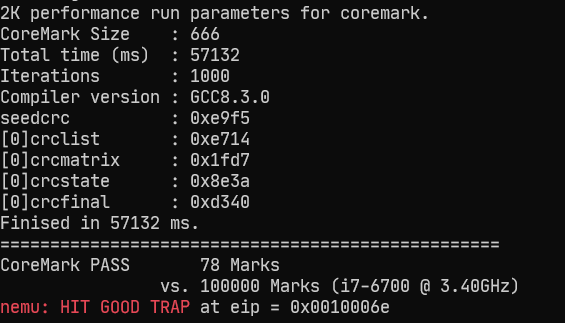 2K performance run parameters for coremark.
CoreMark Size    : 666
Total time (ms)  : 57132
Iterations       : 1000
Compiler version : GCC8.3.0
seedcrc          : 0xe9f5
[0]crclist       : 0xe714
[0]crcmatrix     : 0x1fd7
[0]crcstate      : 0x8e3a
[0]crcfinal      : 0xd340
Finised in 57132 ms.
==================================================
CoreMark PASS       78 Marks
                vs. 100000 Marks (i7-6700 @ 3.40GHz)
nemu: HIT GOOD TRAP at eip = 0x0010006e